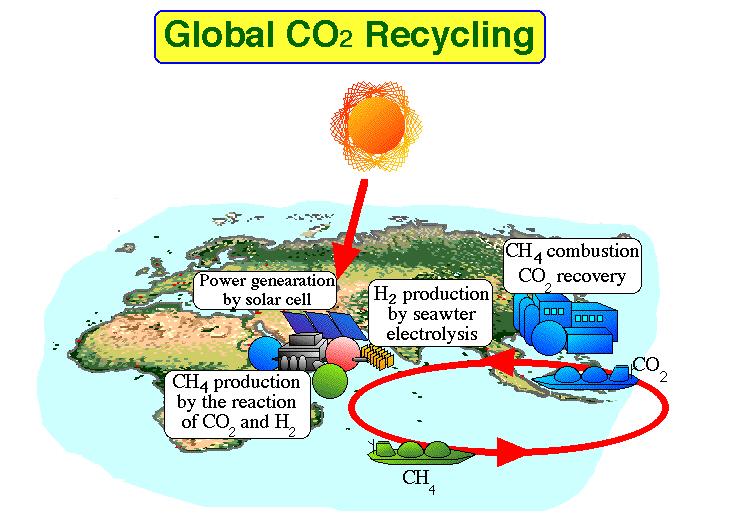 Global CO2 Recycling
CH4 combustion
CO2 recovery
Power genearation
by solar cell
H2 production
by seawter
electrolysis
CH4 production
by the reaction
of CO2 and H2
CO2
CH4